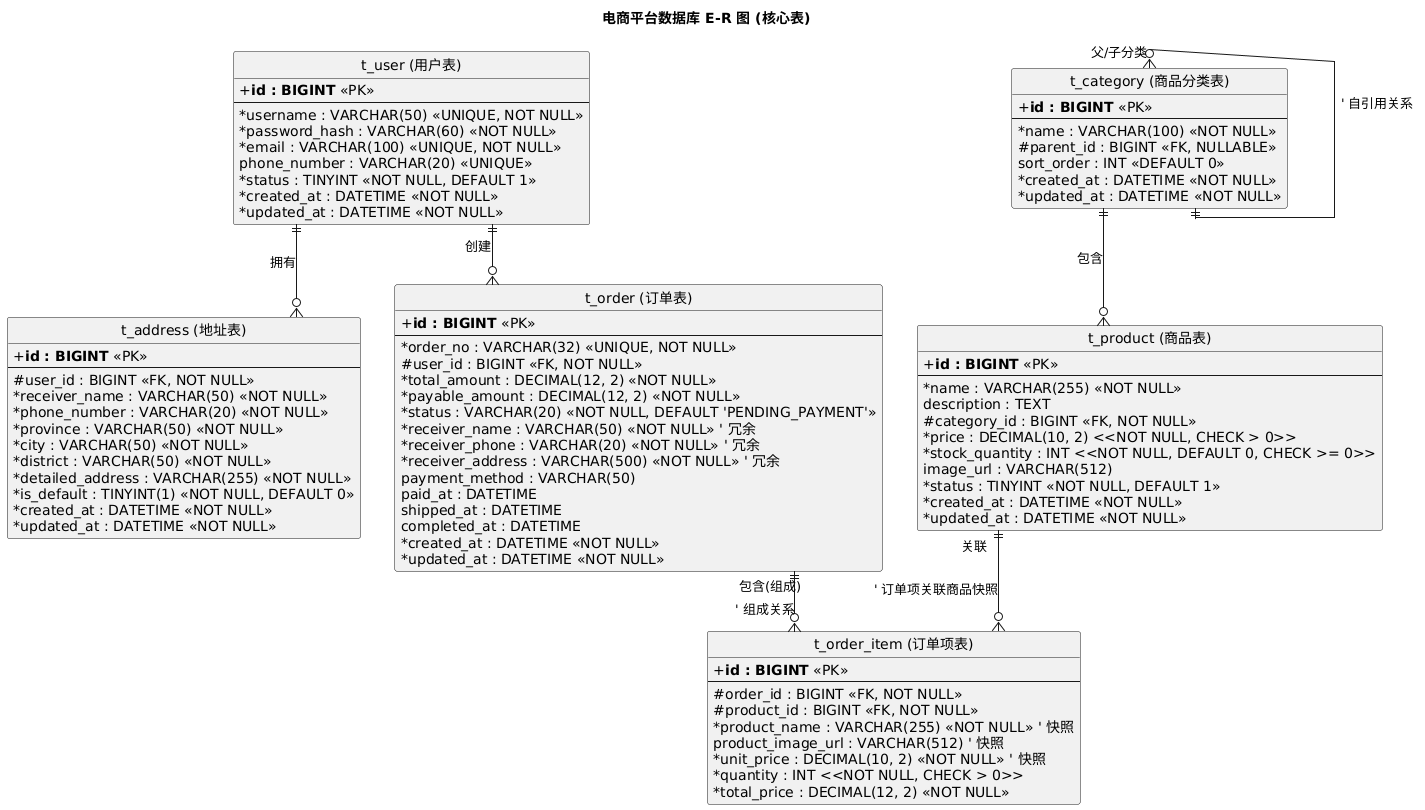 电商平台数据库 E-R 图 (核心表)
t_user (用户表)
+id : BIGINT «PK»
*username : VARCHAR(50) «UNIQUE, NOT NULL»
*password_hash : VARCHAR(60) «NOT NULL»
*email : VARCHAR(100) «UNIQUE, NOT NULL»
phone_number : VARCHAR(20) «UNIQUE»
*status : TINYINT «NOT NULL, DEFAULT 1»
*created_at : DATETIME «NOT NULL»
*updated_at : DATETIME «NOT NULL»
父/子分类
t_category (商品分类表)
+id : BIGINT «PK»
*name : VARCHAR(100) «NOT NULL»
#parent_id : BIGINT «FK, NULLABLE»
sort_order : INT «DEFAULT 0»
*created_at : DATETIME «NOT NULL»
*updated_at : DATETIME «NOT NULL»
' 自引用关系
拥有
创建
包含
t_address (地址表)
+id : BIGINT «PK»
#user_id : BIGINT «FK, NOT NULL»
*receiver_name : VARCHAR(50) «NOT NULL»
*phone_number : VARCHAR(20) «NOT NULL»
*province : VARCHAR(50) «NOT NULL»
*city : VARCHAR(50) «NOT NULL»
*district : VARCHAR(50) «NOT NULL»
*detailed_address : VARCHAR(255) «NOT NULL»
*is_default : TINYINT(1) «NOT NULL, DEFAULT 0»
*created_at : DATETIME «NOT NULL»
*updated_at : DATETIME «NOT NULL»
t_order (订单表)
+id : BIGINT «PK»
*order_no : VARCHAR(32) «UNIQUE, NOT NULL»
#user_id : BIGINT «FK, NOT NULL»
*total_amount : DECIMAL(12, 2) «NOT NULL»
*payable_amount : DECIMAL(12, 2) «NOT NULL»
*status : VARCHAR(20) «NOT NULL, DEFAULT 'PENDING_PAYMENT'»
*receiver_name : VARCHAR(50) «NOT NULL» ' 冗余
*receiver_phone : VARCHAR(20) «NOT NULL» ' 冗余
*receiver_address : VARCHAR(500) «NOT NULL» ' 冗余
payment_method : VARCHAR(50)
paid_at : DATETIME
shipped_at : DATETIME
completed_at : DATETIME
*created_at : DATETIME «NOT NULL»
*updated_at : DATETIME «NOT NULL»
t_product (商品表)
+id : BIGINT «PK»
*name : VARCHAR(255) «NOT NULL»
description : TEXT
#category_id : BIGINT «FK, NOT NULL»
*price : DECIMAL(10, 2) <<NOT NULL, CHECK > 0>>
*stock_quantity : INT <<NOT NULL, DEFAULT 0, CHECK >= 0>>
image_url : VARCHAR(512)
*status : TINYINT «NOT NULL, DEFAULT 1»
*created_at : DATETIME «NOT NULL»
*updated_at : DATETIME «NOT NULL»
包含(组成)
' 组成关系
关联
' 订单项关联商品快照
t_order_item (订单项表)
+id : BIGINT «PK»
#order_id : BIGINT «FK, NOT NULL»
#product_id : BIGINT «FK, NOT NULL»
*product_name : VARCHAR(255) «NOT NULL» ' 快照
product_image_url : VARCHAR(512) ' 快照
*unit_price : DECIMAL(10, 2) «NOT NULL» ' 快照
*quantity : INT <<NOT NULL, CHECK > 0>>
*total_price : DECIMAL(12, 2) «NOT NULL»